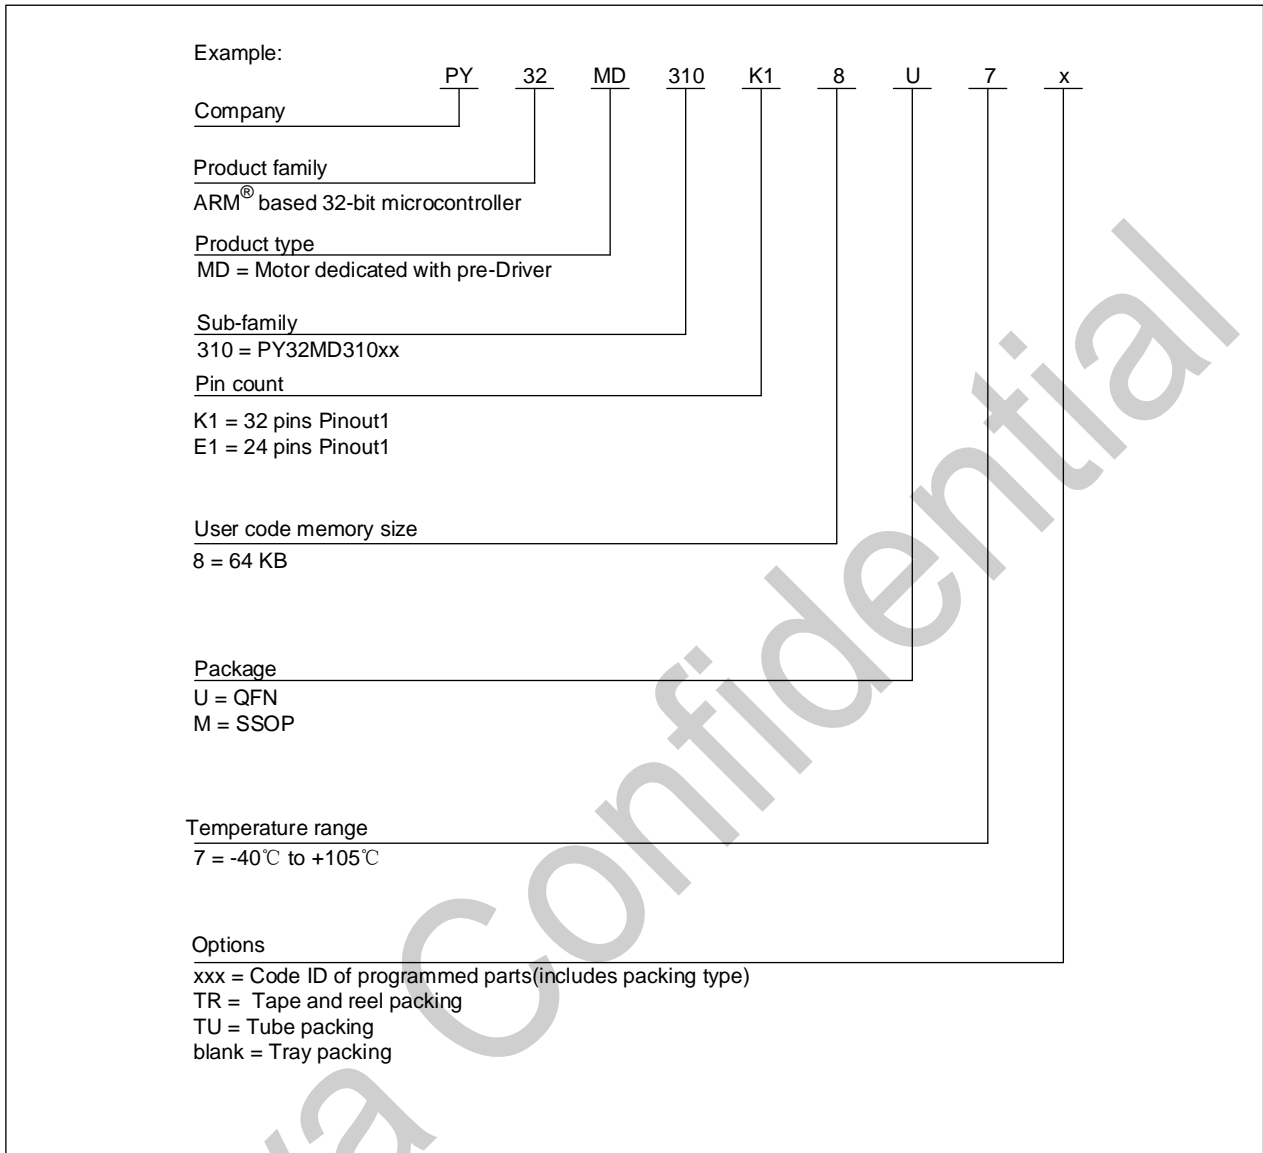 Example:
PY 32 MD 310 K1 8 U 7 x
Company
Product family
ARM® based 32-bit microcontroller
Product type
MD = Motor dedicated with pre-Driver
Sub-family
310 = PY32MD310xx
Pin count
K1 = 32 pins Pinout1
E1 = 24 pins Pinout1
User code memory size
8 = 64 KB
Package
U = QFN
M = SSOP
Temperature range
7 = -40℃ to +105℃
Options
xxx = Code ID of programmed parts(includes packing type)
TR = Tape and reel packing
TU = Tube packing
blank = Tray packing
Confidential